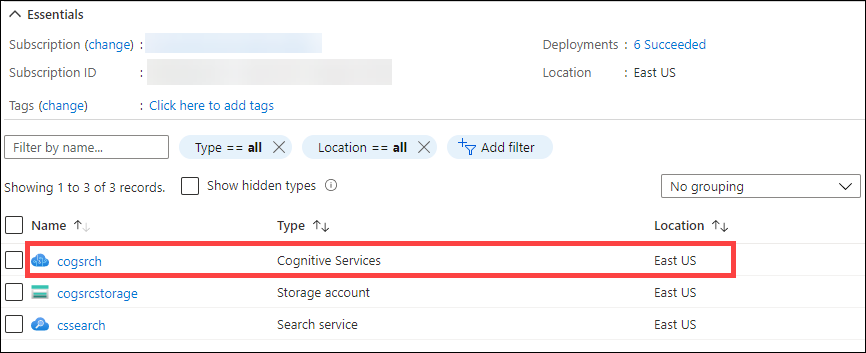 Essentials
Subscription (change) : Deployments : 6 Succeeded
Subscription ID : Location : East US
Tags (change) : Click here to add tags
Filter by name... Type == all Location == all Add filter
Showing 1 to 3 of 3 records. Show hidden types No grouping
Name Type Location
cogsrch Cognitive Services East US
cogsrcstorage Storage account East US
cssearch Search service East US